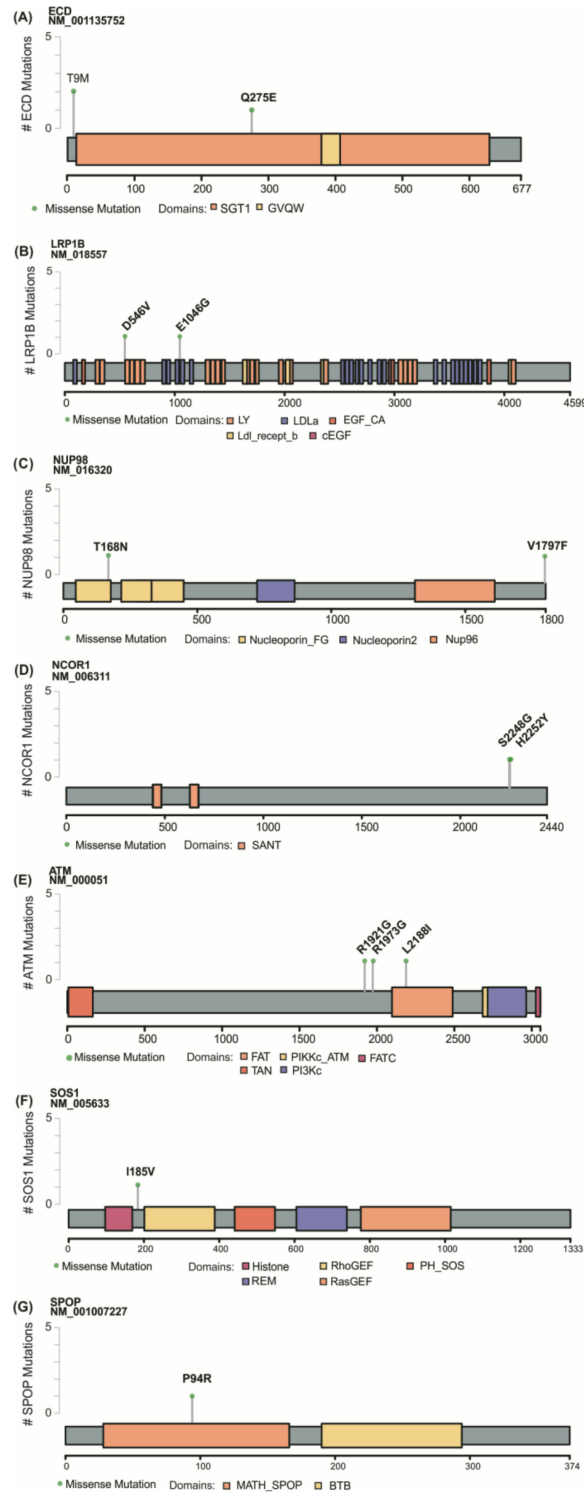 (A) ECD
NM_001135752
# ECD Mutations
5
0
T9M
Q275E
0 100 200 300 400 500 600 677
Missense Mutation Domains: SGT1 GVQW
(B) LRP1B
NM_018557
# LRP1B Mutations
5
0
D546V
E1046G
0 1000 2000 3000 4000 4599
Missense Mutation Domains: LY LDLa EGF_CA
Ldl_recept_b cEGF
(C) NUP98
NM_016320
# NUP98 Mutations
5
0
T168N
V1797F
0 500 1000 1500 1800
Missense Mutation Domains: Nucleoporin_FG Nucleoporin2 Nup96
(D) NCOR1
NM_006311
# NCOR1 Mutations
5
0
S2248G
H2252Y
0 500 1000 1500 2000 2440
Missense Mutation Domains: SANT
(E) ATM
NM_000051
# ATM Mutations
5
0
R1921G
R1973G
L2188I
0 500 1000 1500 2000 2500 3000
Missense Mutation Domains: FAT PIKKc_ATM FATC
TAN PI3Kc
(F) SOS1
NM_005633
# SOS1 Mutations
5
0
I185V
0 200 400 600 800 1000 1200 1333
Missense Mutation Domains: Histone RhoGEF PH_SOS
REM RasGEF
(G) SPOP
NM_001007227
# SPOP Mutations
5
0
P94R
0 100 200 300 374
Missense Mutation Domains: MATH_SPOP BTB